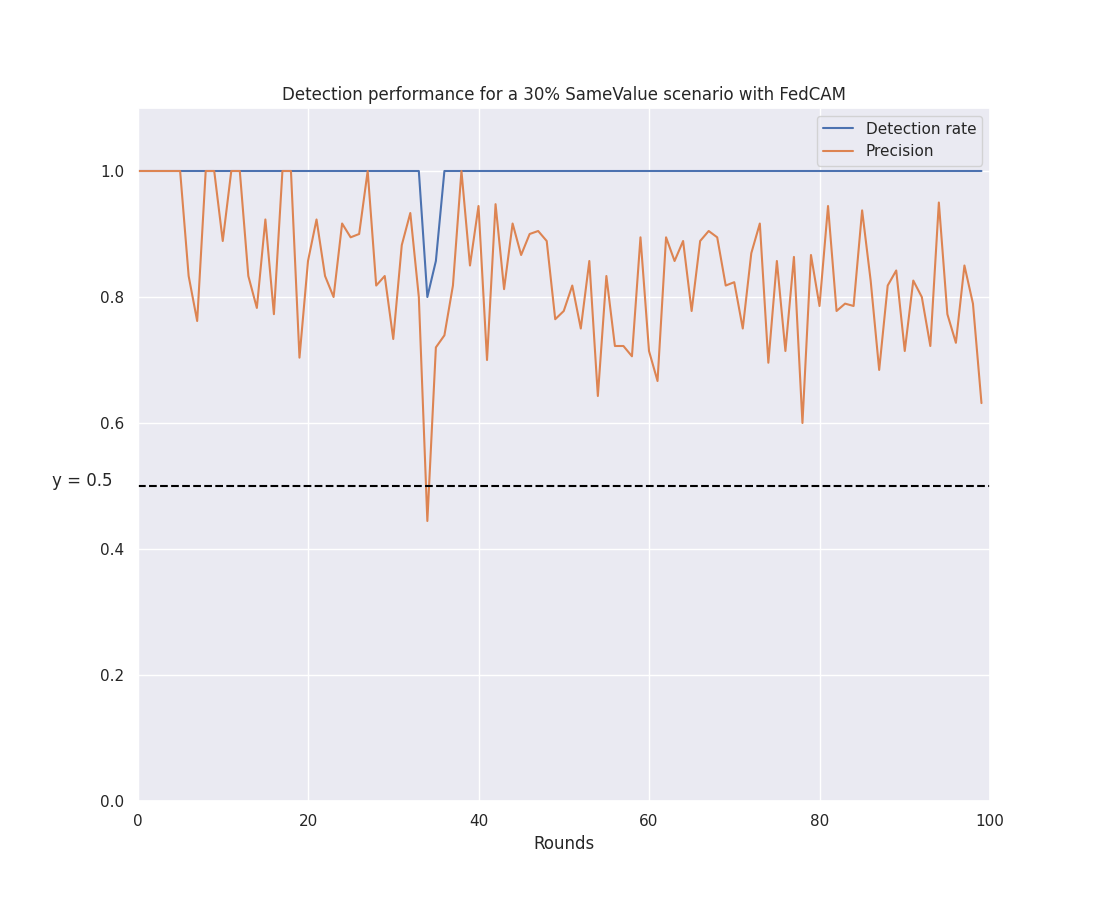 Detection performance for a 30% SameValue scenario with FedCAM
Detection rate
Precision
1.0
0.8
0.6
y = 0.5
0.4
0.2
0.0
0 20 40 60 80 100
Rounds